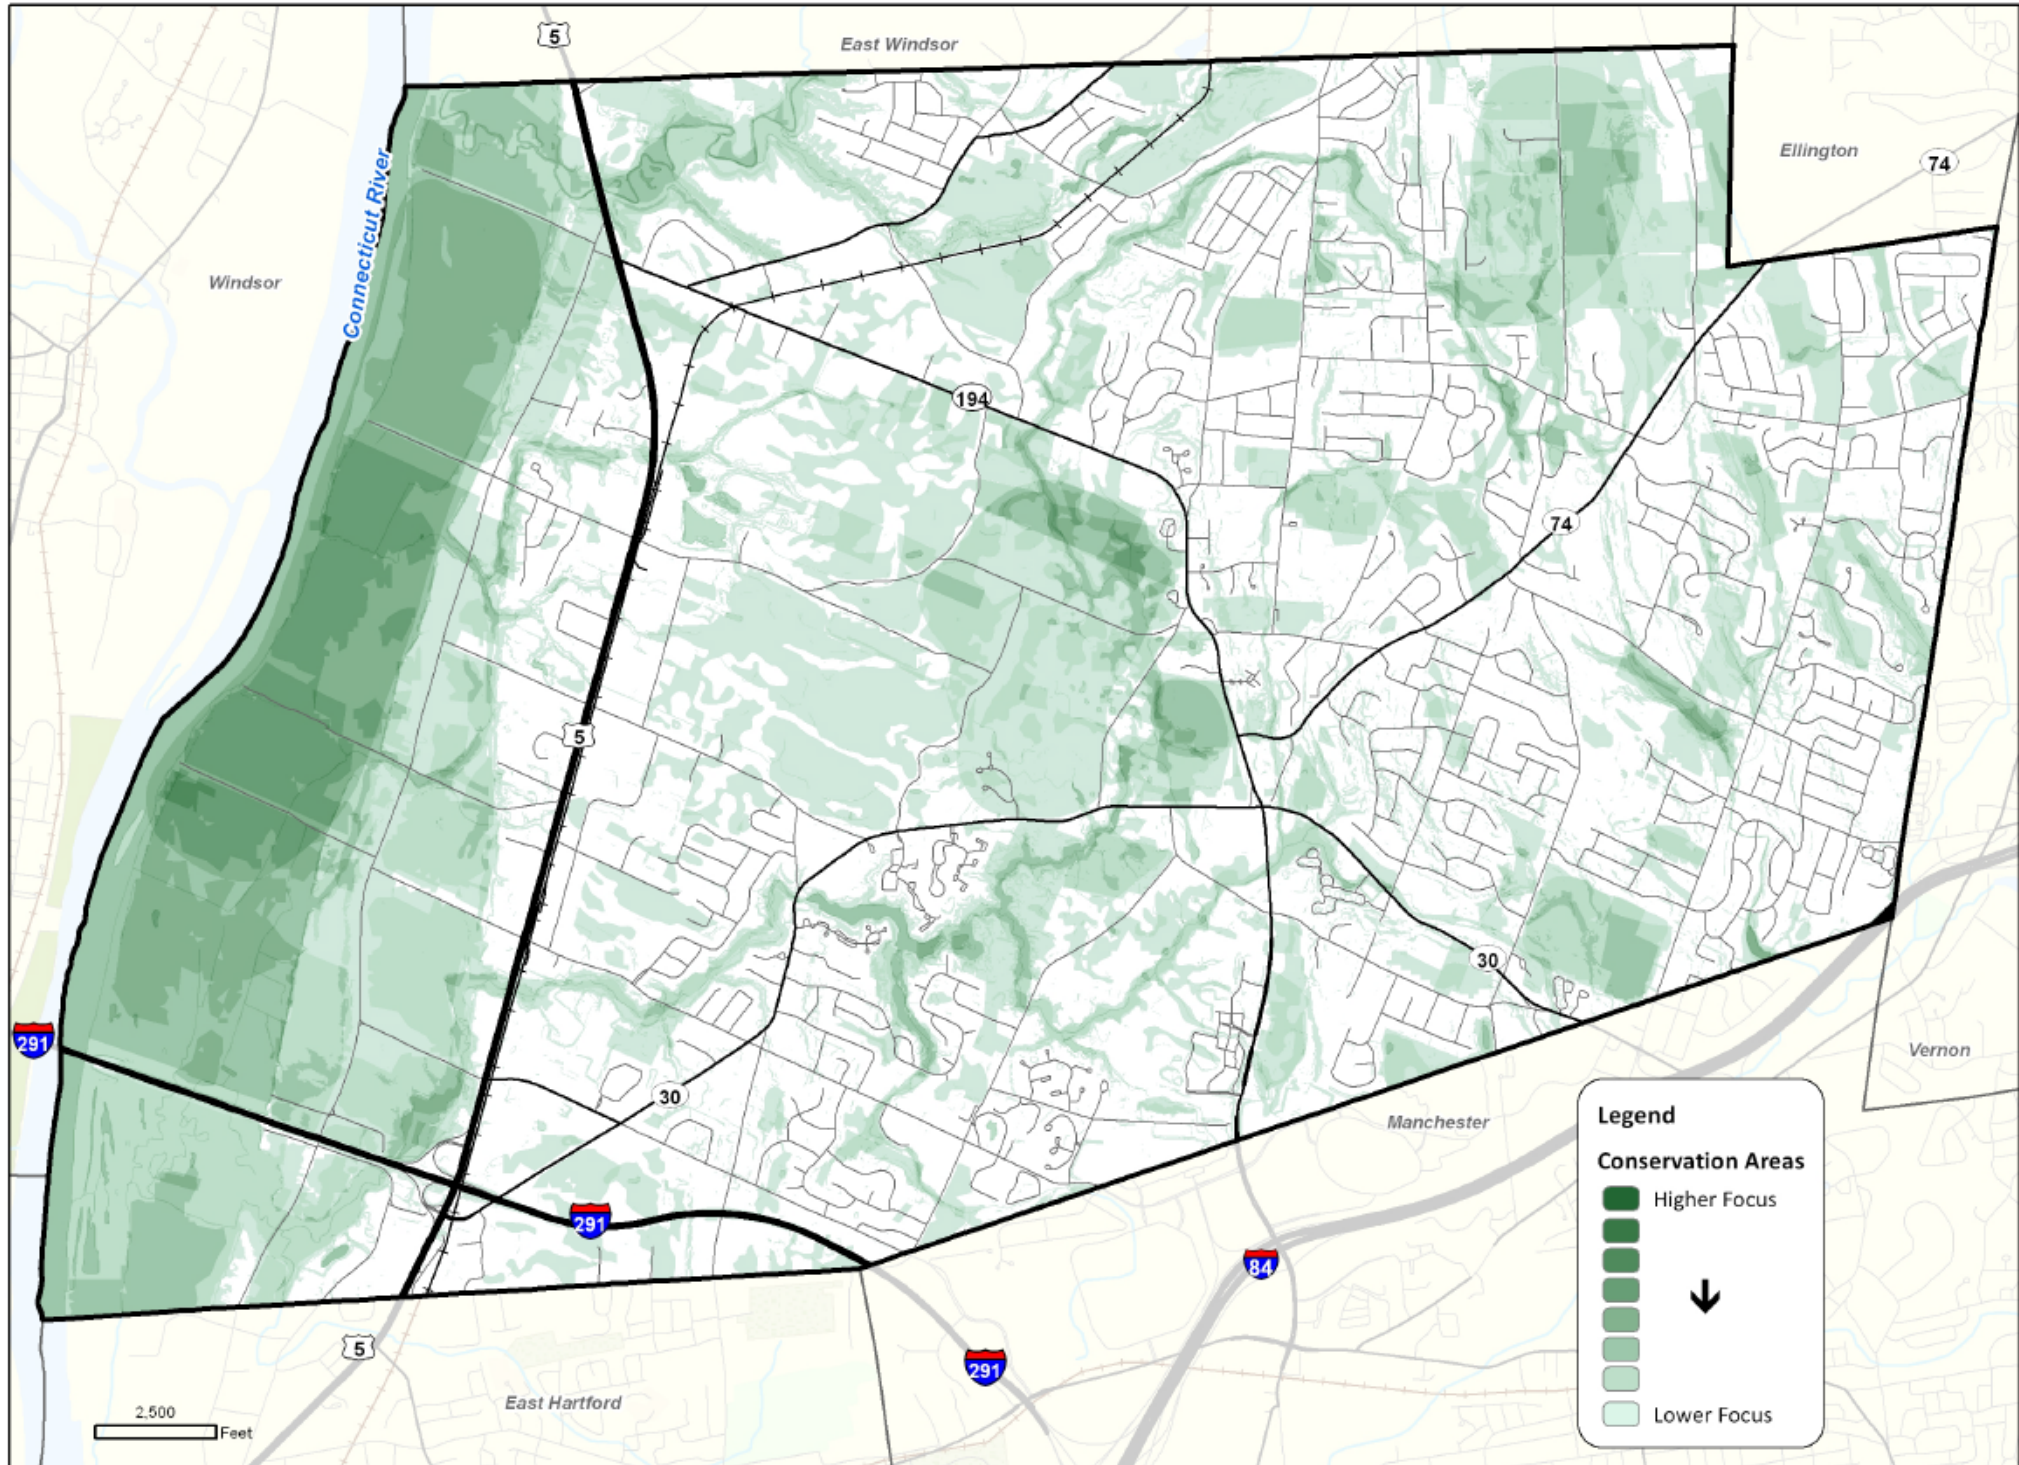 5
East Windsor
Ellington
74
Connecticut River
Windsor
194
74
5
30
291
Vernon
30
Manchester
291
84
5
291
East Hartford
2,500
Feet
Legend
Conservation Areas
Higher Focus
Lower Focus